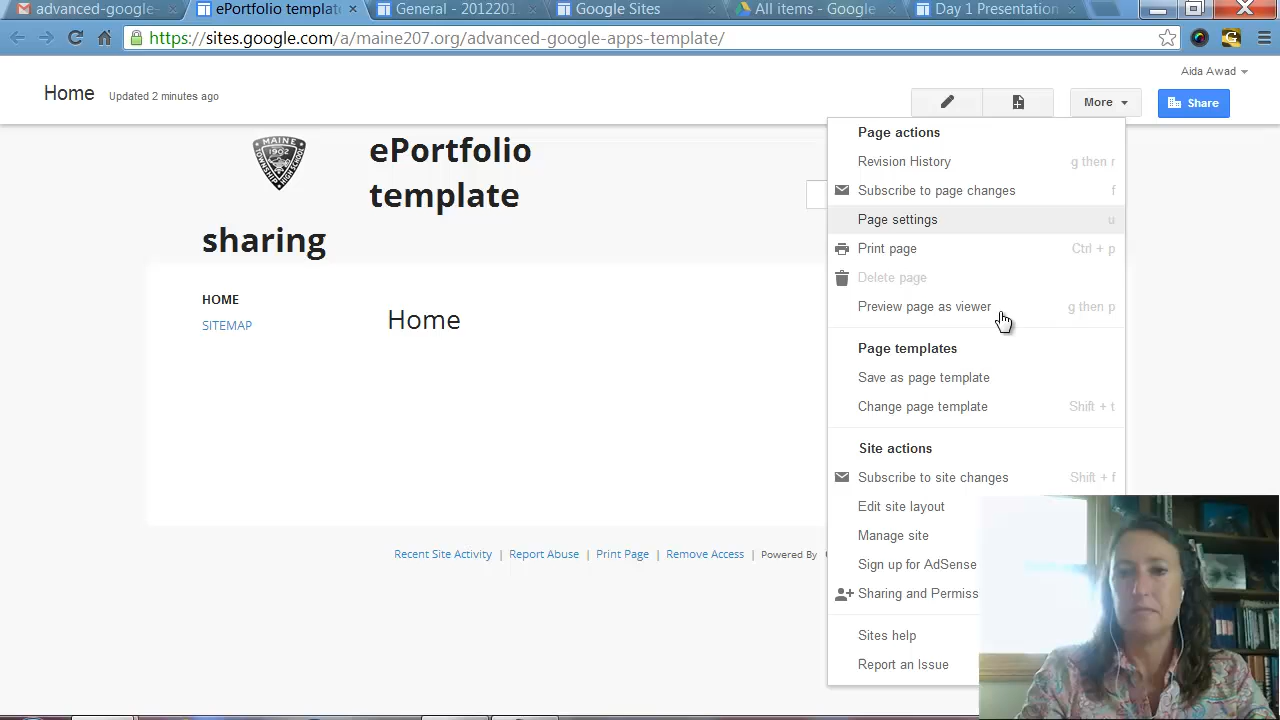 advanced-google-
ePortfolio templat
General - 2012201
Google Sites
All items - Google
Day 1 Presentation
https://sites.google.com/a/maine207.org/advanced-google-apps-template/
Aida Awad
Home Updated 2 minutes ago
More
Share
MAINE
1902
ePortfolio
template
sharing
HOME
SITEMAP
Home
Page actions
Revision History g then r
Subscribe to page changes f
Page settings u
Print page Ctrl + p
Delete page
Preview page as viewer g then p
Page templates
Save as page template
Change page template Shift + t
Site actions
Subscribe to site changes Shift + f
Edit site layout
Manage site
Sign up for AdSense
Sharing and Permiss
Sites help
Report an Issue
Recent Site Activity | Report Abuse | Print Page | Remove Access | Powered By